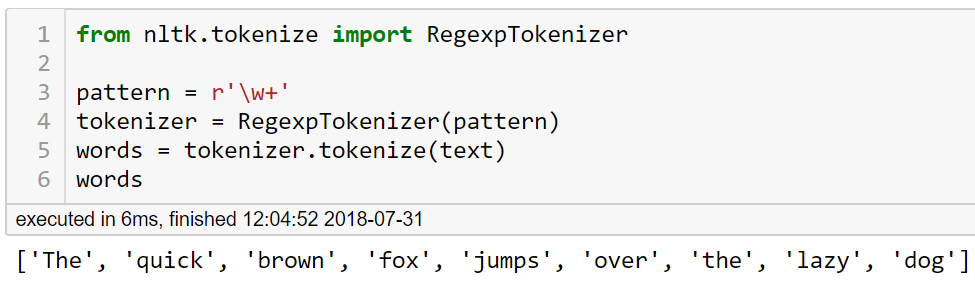 1 from nltk.tokenize import RegexpTokenizer
2
3 pattern = r'\w+'
4 tokenizer = RegexpTokenizer(pattern)
5 words = tokenizer.tokenize(text)
6 words
executed in 6ms, finished 12:04:52 2018-07-31
['The', 'quick', 'brown', 'fox', 'jumps', 'over', 'the', 'lazy', 'dog']